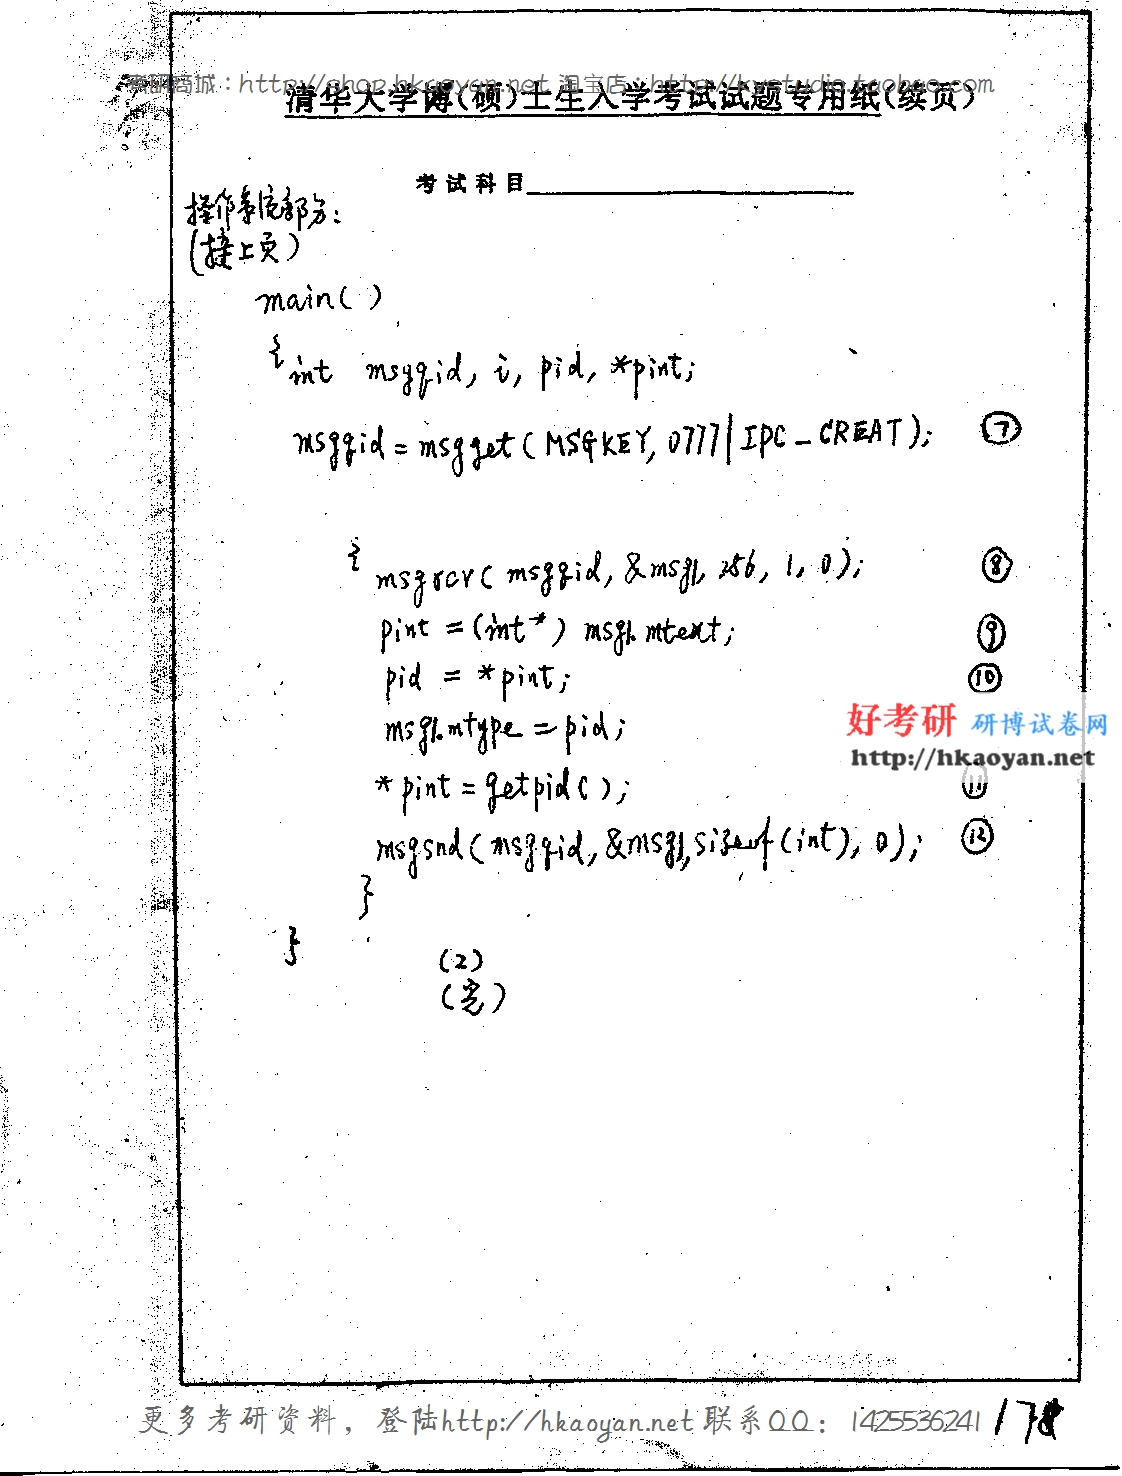 考研商城：http://shop.hkaoyan.net 淘宝店：http://kystudio.taobao.com
清华大学博（硕）士生入学考试试题专用纸（续页）
考试科目
操作系统部分：
（接上页）
main( )
{ int msgqid, i, pid, *pint;
msgqid = msgget ( MSGKEY, 0777 | IPC_CREAT ); ⑦
{ msgrcv ( msgqid, &msg1, 256, 1, 0 ); ⑧
pint = (int*) msg1.mtext; ⑨
pid = *pint; ⑩
msg1.mtype = pid;
好考研 研博试卷网
http://hkaoyan.net
*pint = getpid( ); ⑪
msgsnd ( msgqid, &msg1, sizeof (int), 0 ); ⑫
}
}
（2）
（完）
更多考研资料，登陆http://hkaoyan.net 联系QQ：1425536241
178